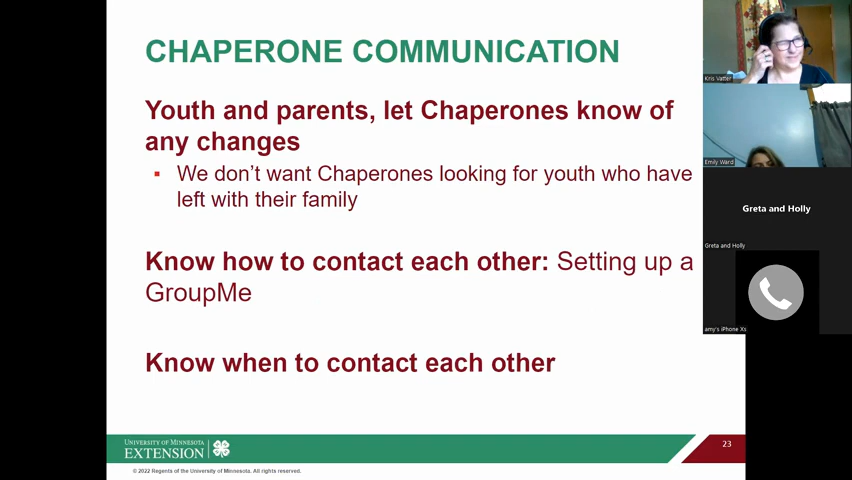 CHAPERONE COMMUNICATION
Youth and parents, let Chaperones know of
any changes
▪ We don't want Chaperones looking for youth who have
left with their family
Know how to contact each other: Setting up a
GroupMe
Know when to contact each other
UNIVERSITY OF MINNESOTA
EXTENSION
23
© 2022 Regents of the University of Minnesota. All rights reserved.
Kris Vatter
Emily Ward
Greta and Holly
Greta and Holly
amy's iPhone Xs